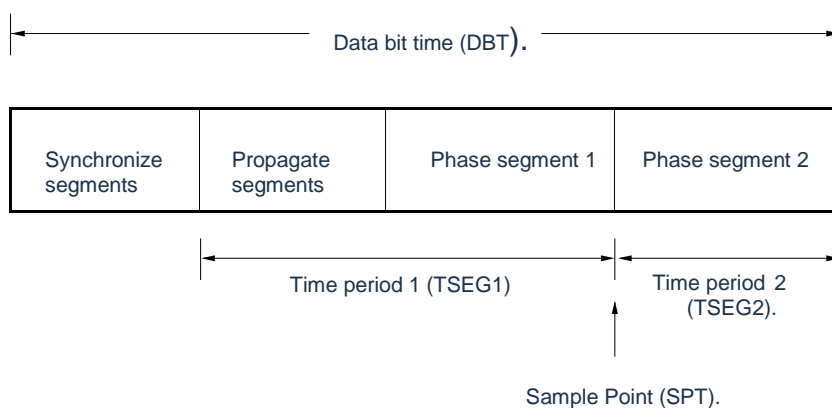 Data bit time (DBT).
Synchronize
segments
Propagate
segments
Phase segment 1
Phase segment 2
Time period 1 (TSEG1)
Time period 2
(TSEG2).
Sample Point (SPT).